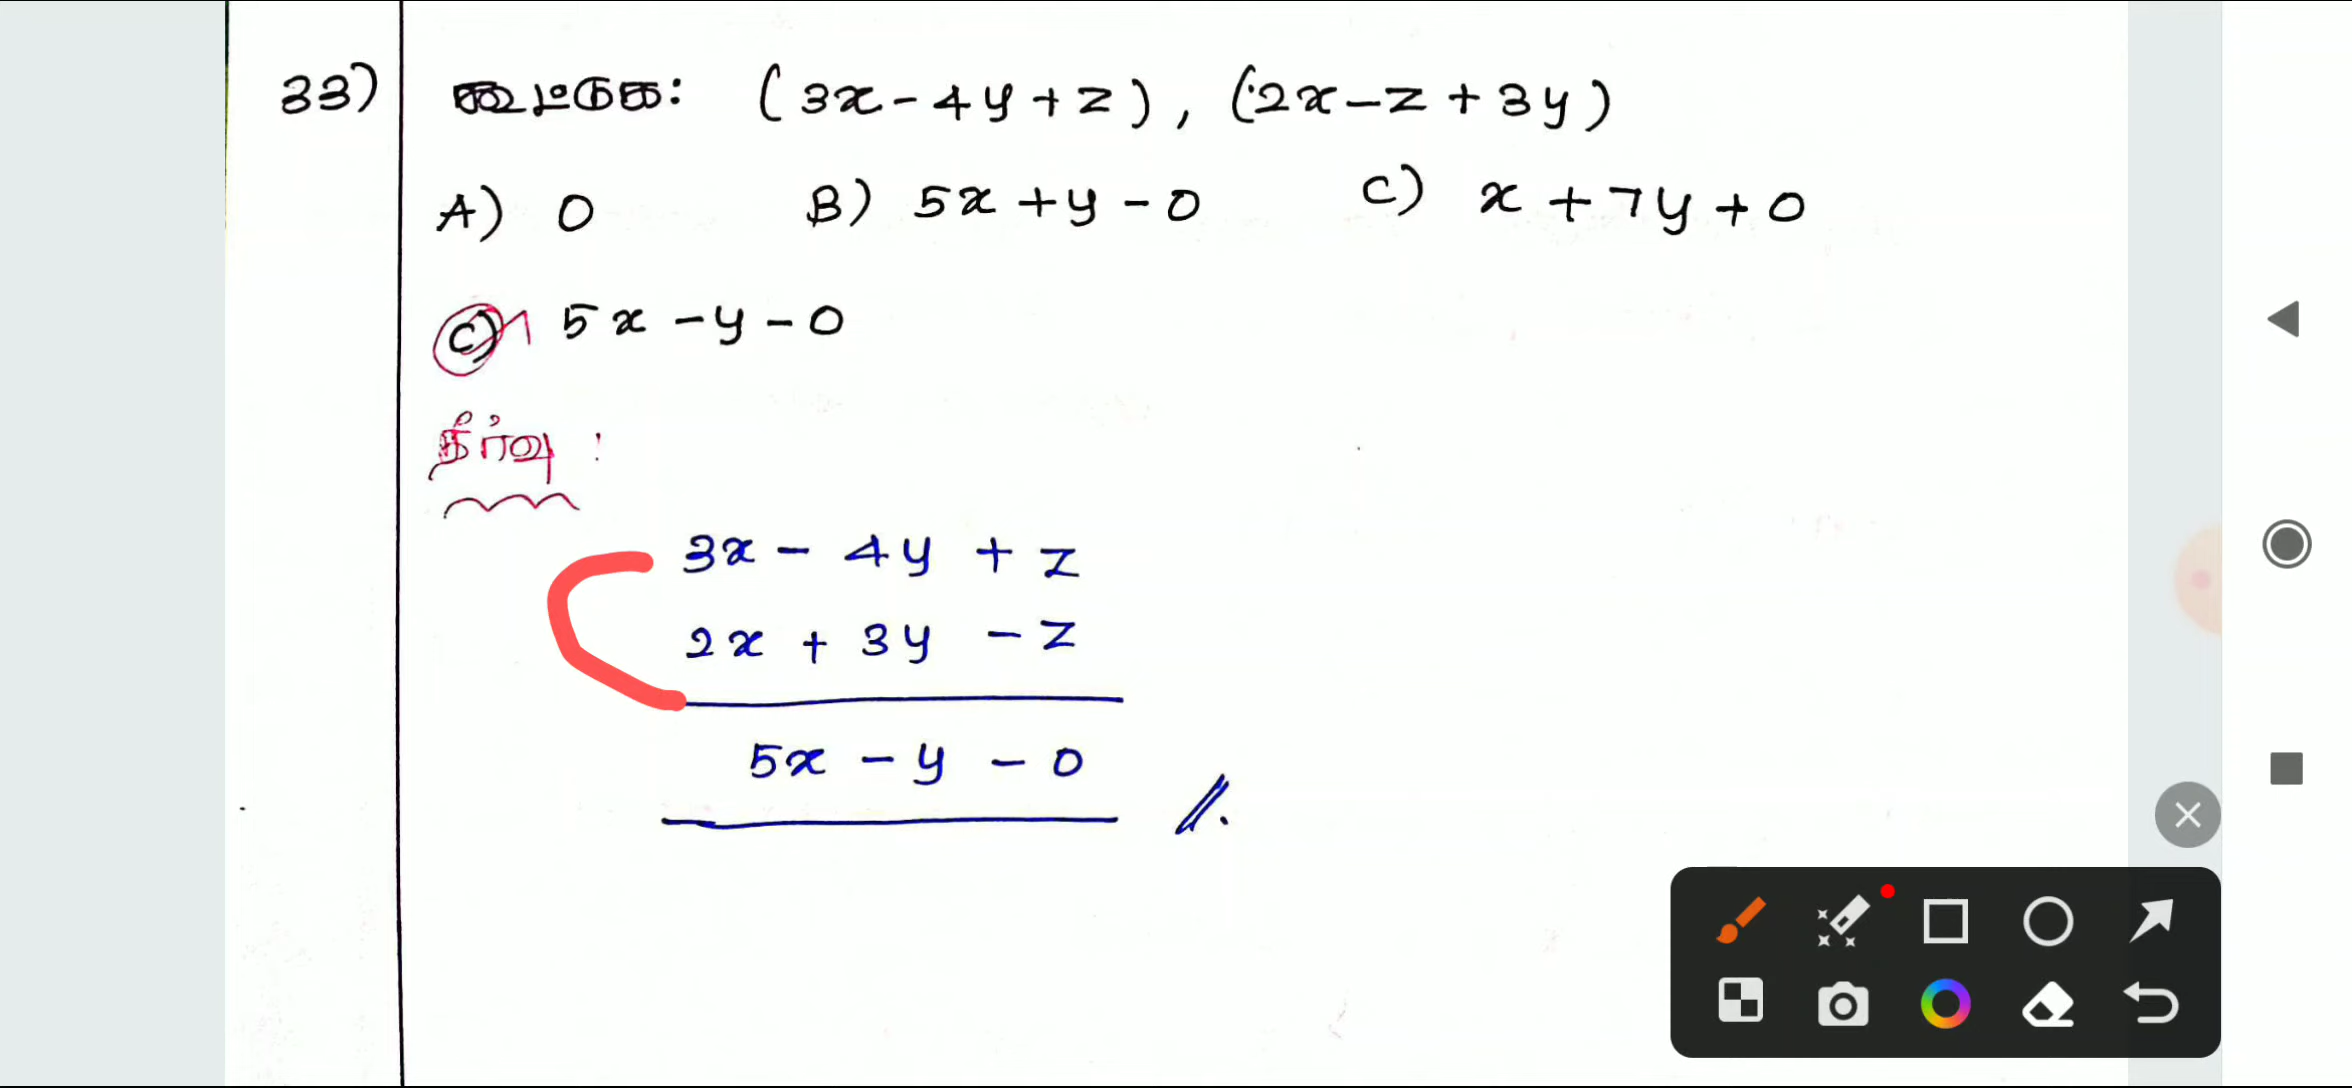 33) கூட்டுக: (3x - 4y + z), (2x - z + 3y)
A) 0 B) 5x + y - 0 C) x + 7y + 0
C) 5x - y - 0
தீர்வு :
3x - 4y + z
2x + 3y - z
5x - y - 0